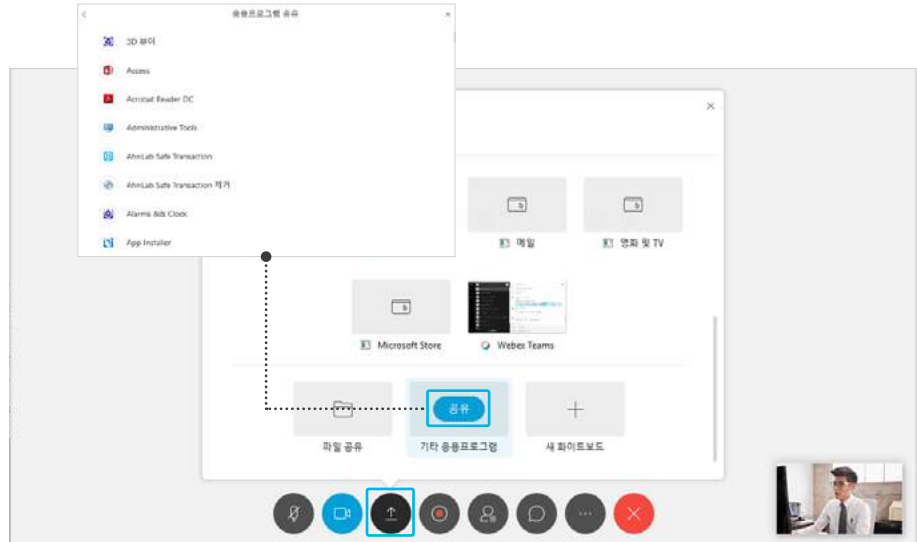 응용프로그램 공유
3D 뷰어
Access
Acrobat Reader DC
Administrative Tools
AhnLab Safe Transaction
AhnLab Safe Transaction 제거
Alarms && Clock
App Installer
메일
영화 및 TV
Microsoft Store
Webex Teams
공유
파일 공유
기타 응용프로그램
새 화이트보드